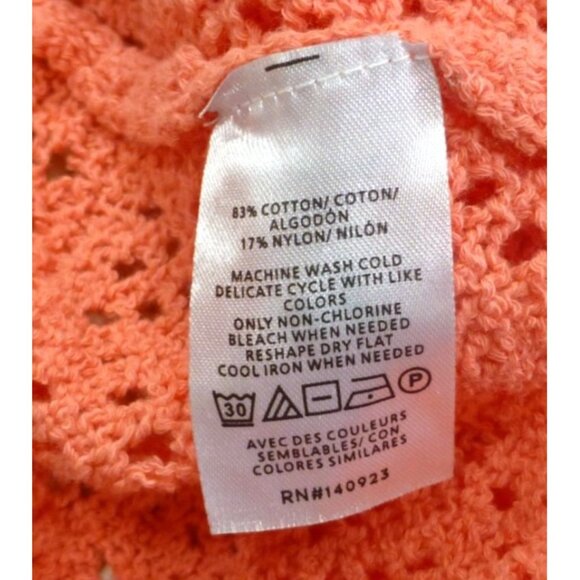 83% COTTON/ COTON/
ALGODÓN
17% NYLON/ NILÓN
MACHINE WASH COLD
DELICATE CYCLE WITH LIKE
COLORS
ONLY NON-CHLORINE
BLEACH WHEN NEEDED
RESHAPE DRY FLAT
COOL IRON WHEN NEEDED
30 P
AVEC DES COULEURS
SEMBLABLES/ CON
COLORES SIMILARES
RN#140923